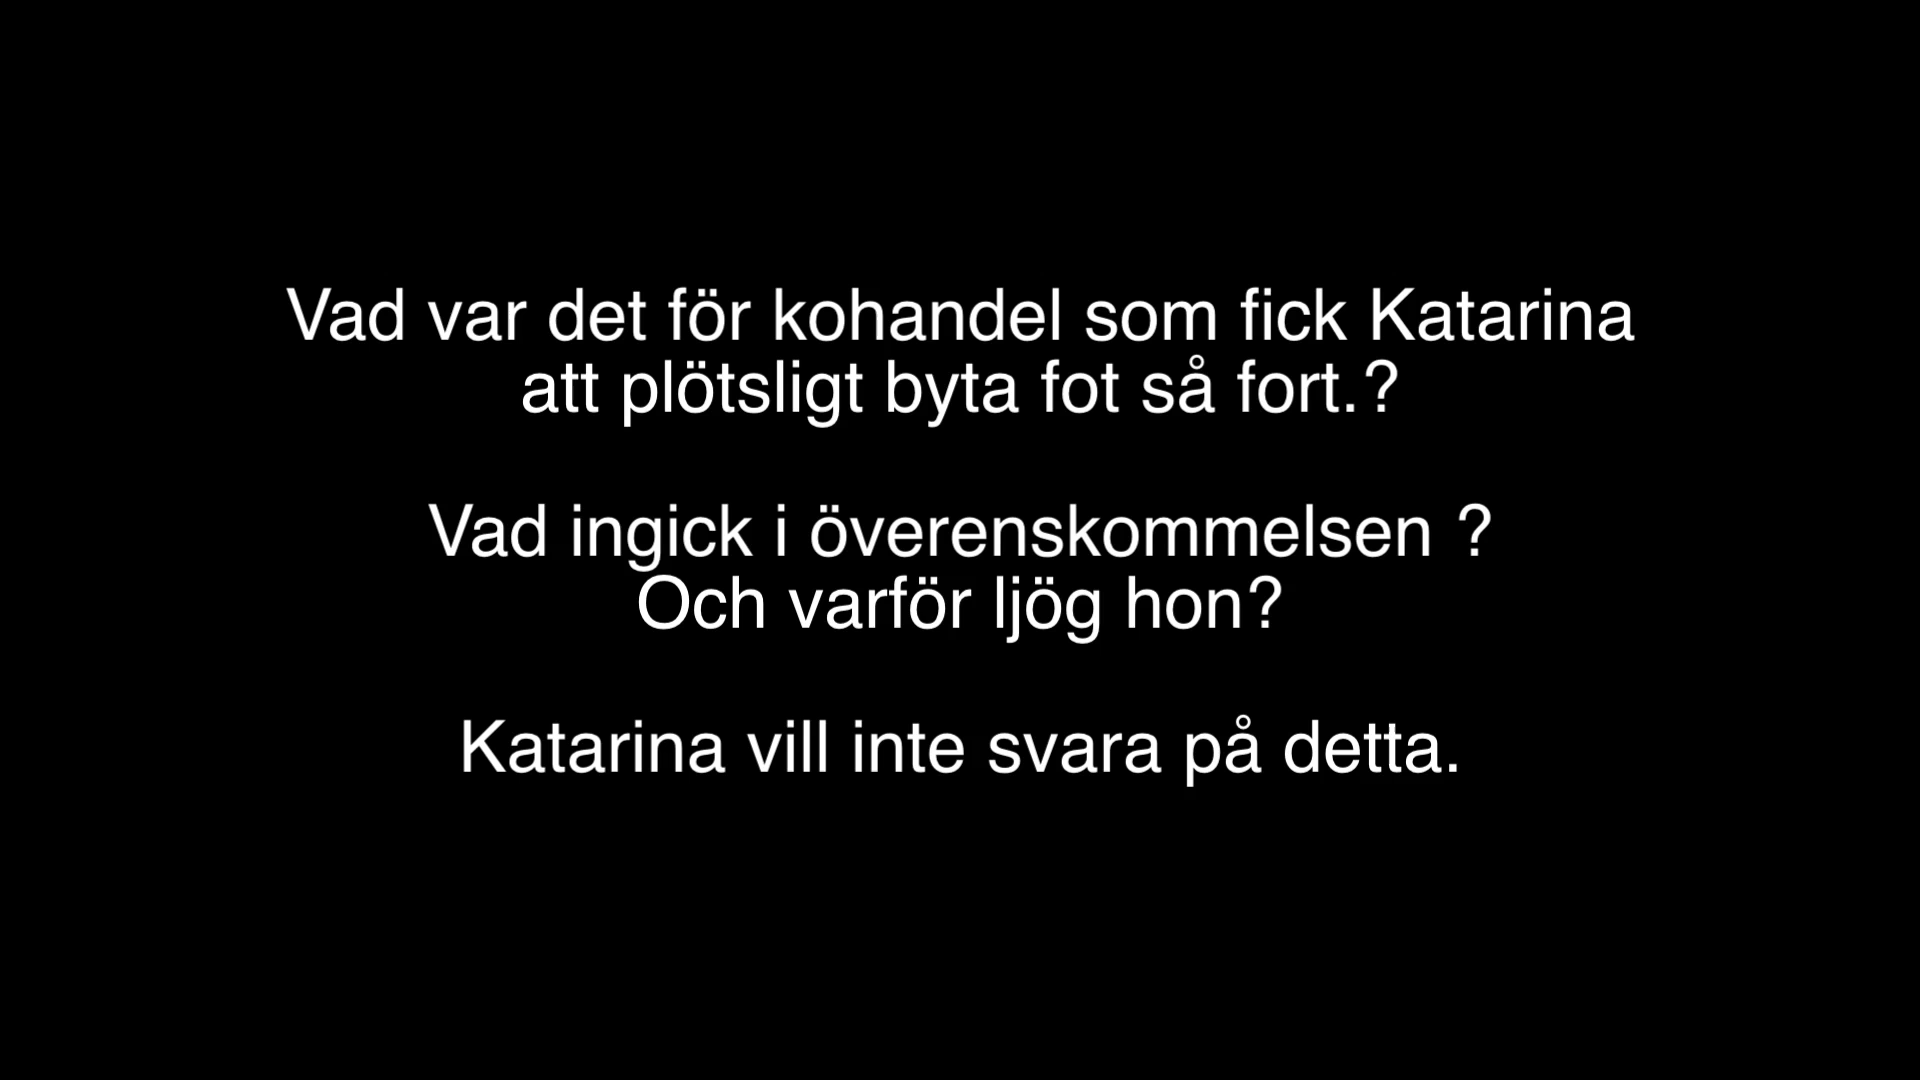 Vad var det för kohandel som fick Katarina
att plötsligt byta fot så fort.?
Vad ingick i överenskommelsen ?
Och varför ljög hon?
Katarina vill inte svara på detta.